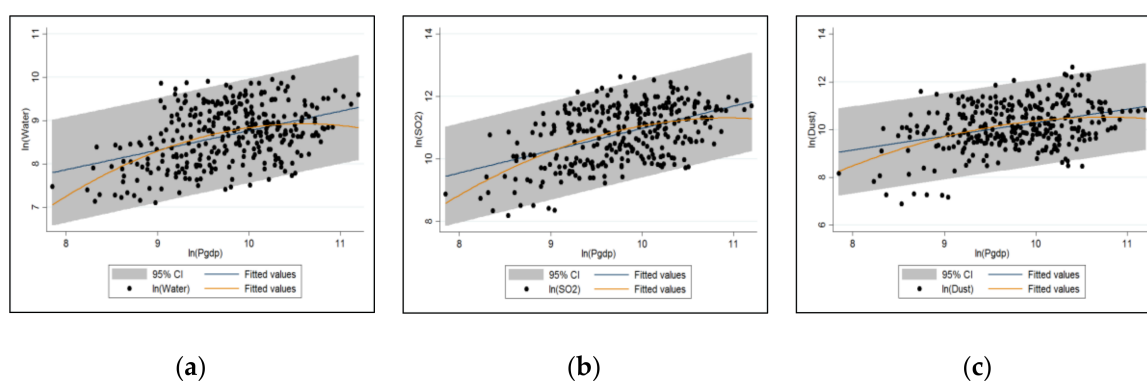 11
10
9
8
7
ln(Water)
8 9 10 11
ln(Pgdp)
95% CI Fitted values
ln(Water) Fitted values
(a)
14
12
10
8
ln(SO2)
8 9 10 11
ln(Pgdp)
95% CI Fitted values
ln(SO2) Fitted values
(b)
14
12
10
8
6
ln(Dust)
8 9 10 11
ln(Pgdp)
95% CI Fitted values
ln(Dust) Fitted values
(c)